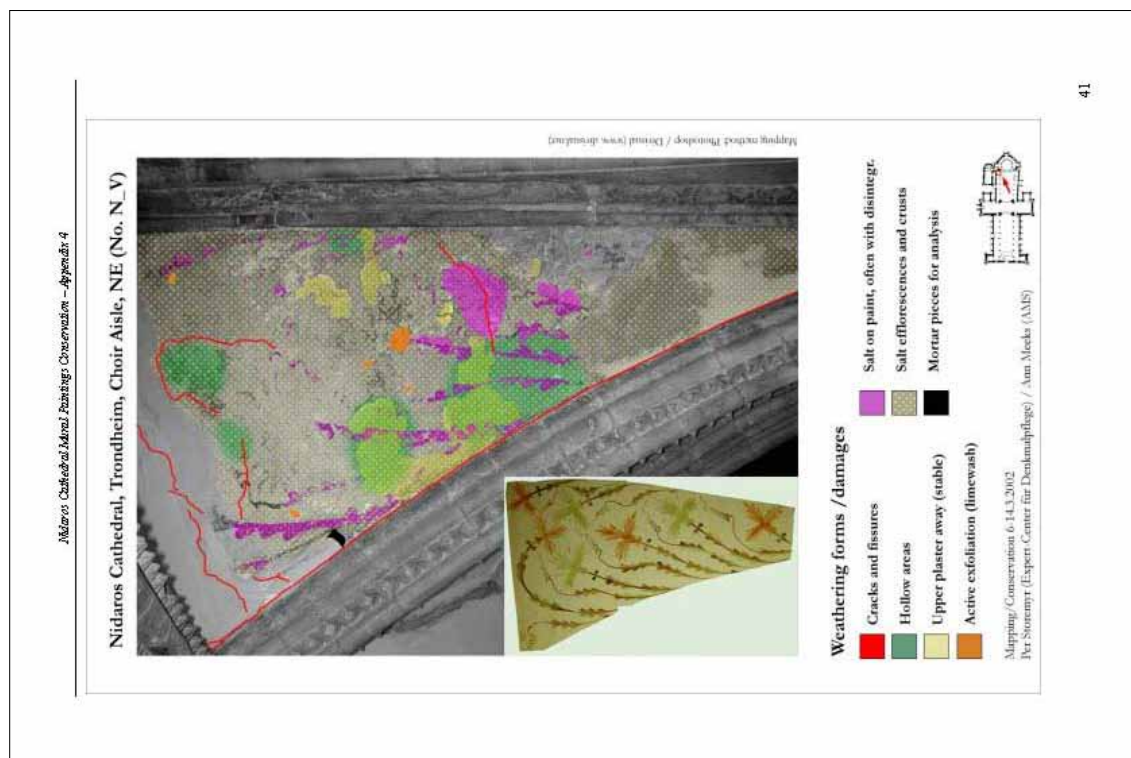 Nidaros Cathedral Mural Paintings Conservation – Appendix 4
Nidaros Cathedral, Trondheim, Choir Aisle, NE (No. N_V)
Mapping method: Photoshop / Divisual (www. divisual.net)
Weathering forms / damages
Cracks and fissures
Hollow areas
Upper plaster away (stable)
Active exfoliation (limewash)
Salt on paint, often with disintegr.
Salt efflorescences and crusts
Mortar pieces for analysis
Mapping/Conservation 6-14.3.2002
Per Storemyr (Expert-Center für Denkmalpflege) / Ann Meeks (AMS)
41